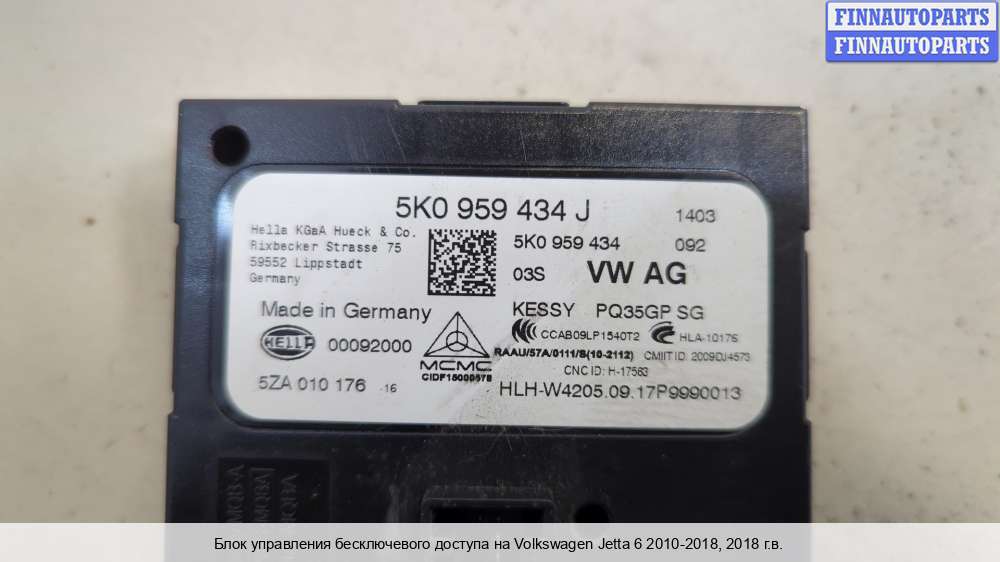 FINNAUTOPARTS
FINNAUTOPARTS
5K0 959 434 J
1403
Hella KGaA Hueck & Co.
Rixbecker Strasse 75
59552 Lippstadt
Germany
5K0 959 434
092
03S
VW AG
Made in Germany
KESSY PQ35GP SG
CCAB09LP1540T2
HLA-10176
HELLA
00092000
RAAU/57A/0111/S(10-2112)
CMIIT ID: 2009DJ4573
MCMC
CIDF15000578
CNC ID: H-17563
5ZA 010 176 -16
HLH-W4205.09.17P9990013
MQB-A
MQBA
Блок управления бесключевого доступа на Volkswagen Jetta 6 2010-2018, 2018 г.в.